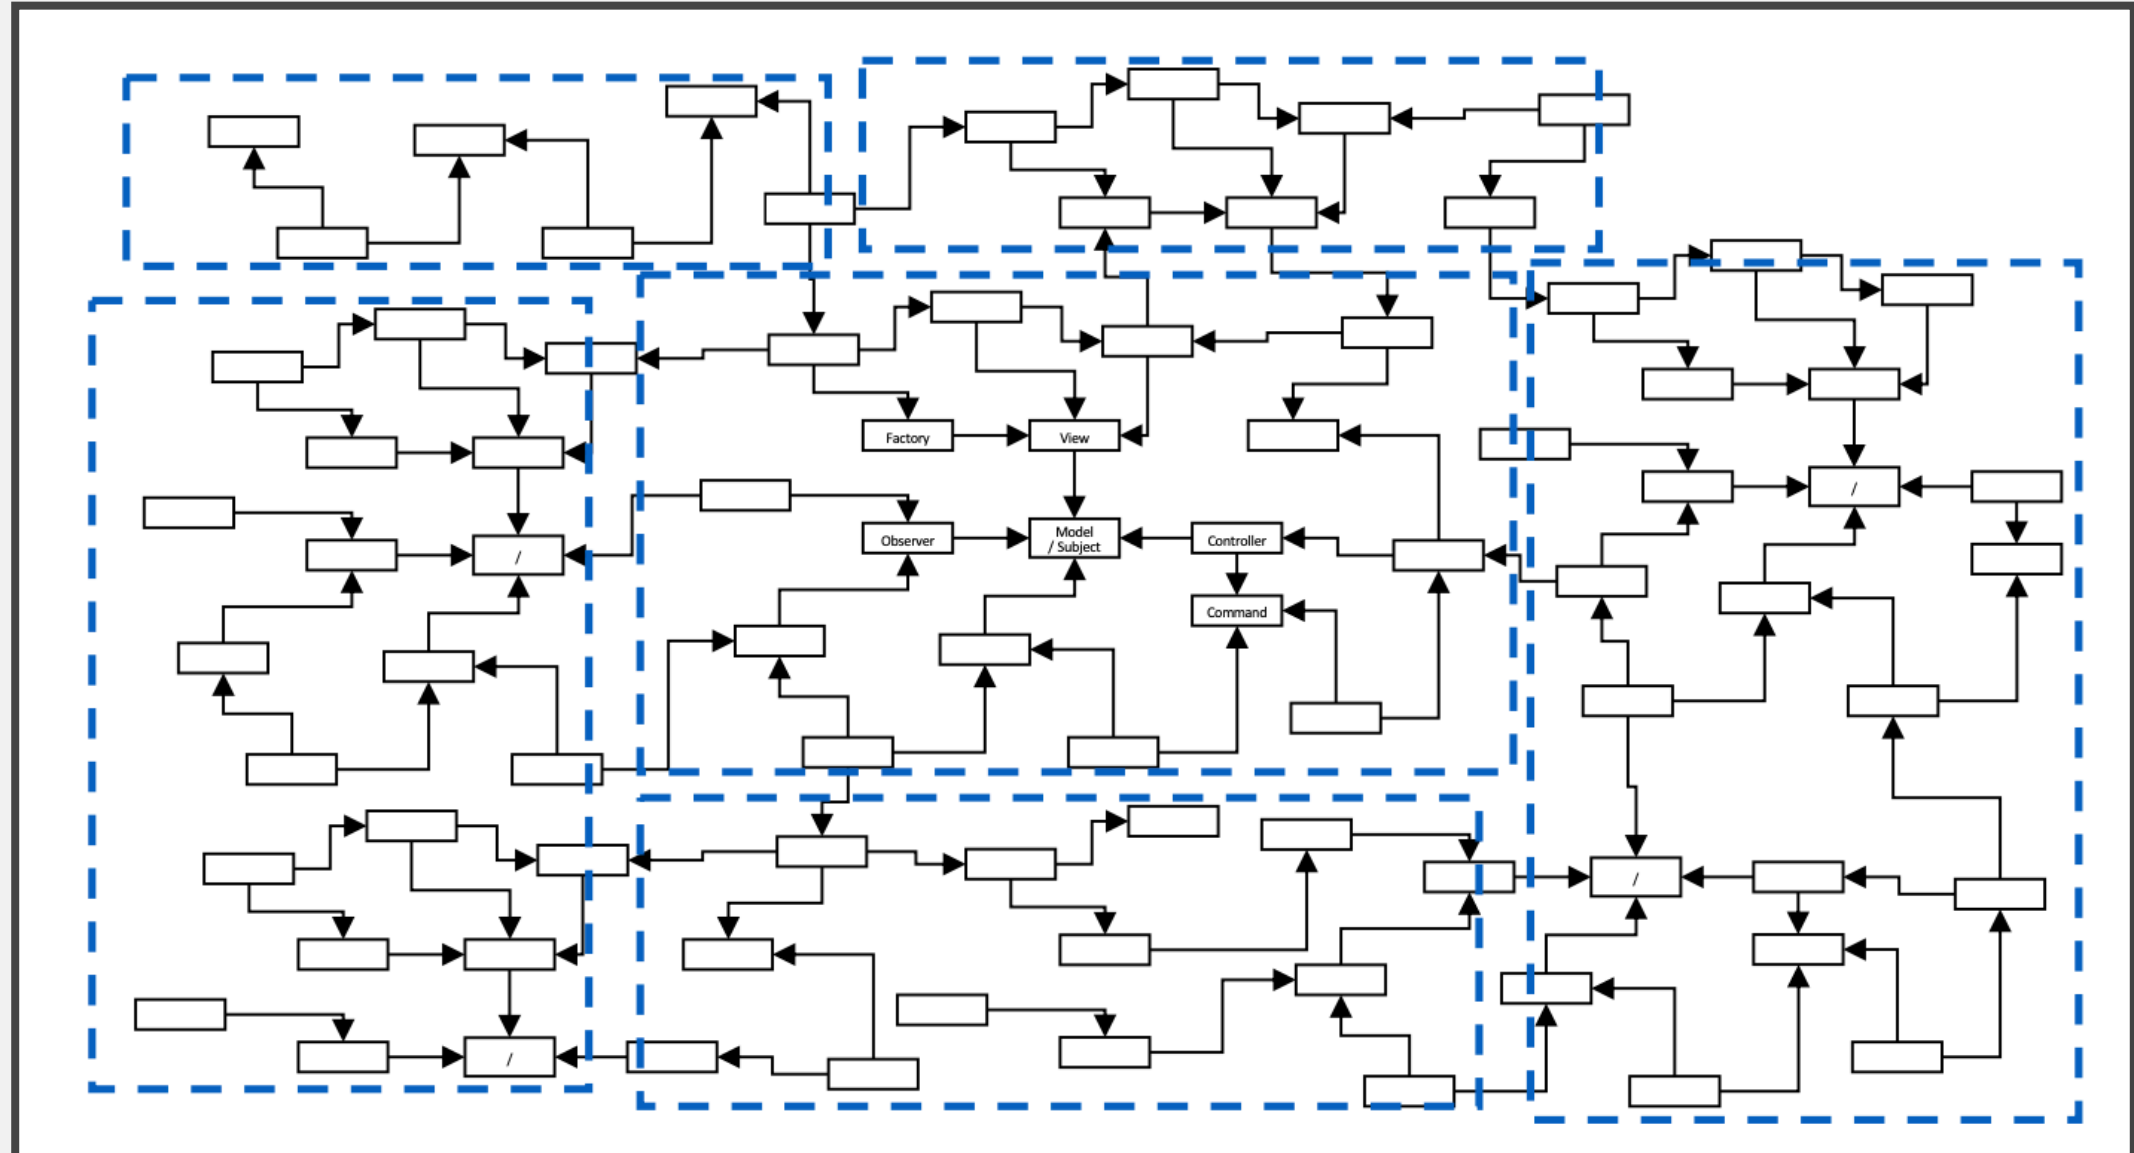 Factory
View
/
Observer
Model
/ Subject
Controller
/
Command
/
/